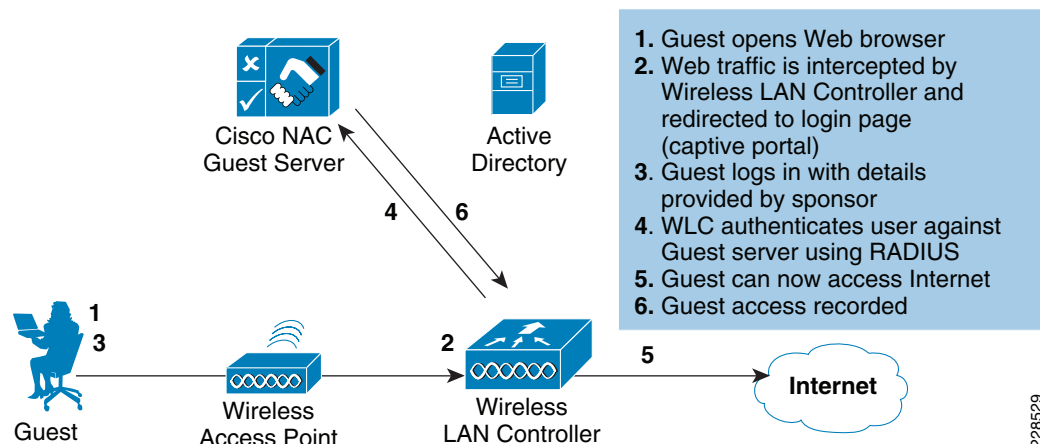 1. Guest opens Web browser
2. Web traffic is intercepted by
Wireless LAN Controller and
redirected to login page
(captive portal)
3. Guest logs in with details
provided by sponsor
4. WLC authenticates user against
Guest server using RADIUS
5. Guest can now access Internet
6. Guest access recorded
Cisco NAC
Guest Server
Active
Directory
4
6
1
3
2
5
Internet
Guest
Wireless
Access Point
Wireless
LAN Controller
228529